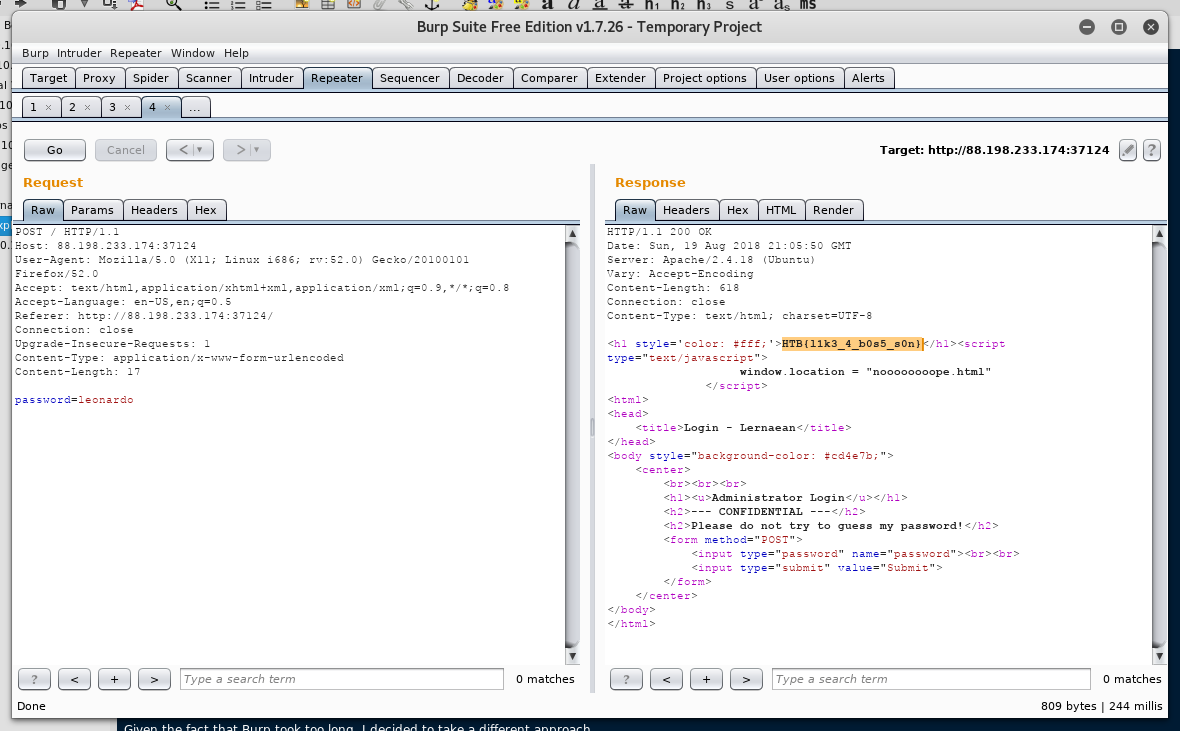 Burp Suite Free Edition v1.7.26 - Temporary Project
Burp Intruder Repeater Window Help
Target Proxy Spider Scanner Intruder Repeater Sequencer Decoder Comparer Extender Project options User options Alerts
1 × 2 × 3 × 4 × ...
Go Cancel < > Target: http://88.198.233.174:37124 ?
Request
Raw Params Headers Hex
POST / HTTP/1.1
Host: 88.198.233.174:37124
User-Agent: Mozilla/5.0 (X11; Linux i686; rv:52.0) Gecko/20100101
Firefox/52.0
Accept: text/html,application/xhtml+xml,application/xml;q=0.9,*/*;q=0.8
Accept-Language: en-US,en;q=0.5
Referer: http://88.198.233.174:37124/
Connection: close
Upgrade-Insecure-Requests: 1
Content-Type: application/x-www-form-urlencoded
Content-Length: 17
password=leonardo
? < + > Type a search term 0 matches
Response
Raw Headers Hex HTML Render
HTTP/1.1 200 OK
Date: Sun, 19 Aug 2018 21:05:50 GMT
Server: Apache/2.4.18 (Ubuntu)
Vary: Accept-Encoding
Content-Length: 618
Connection: close
Content-Type: text/html; charset=UTF-8
<h1 style='color: #fff;'>HTB{l1k3_4_b0s5_s0n}</h1><script
type="text/javascript">
window.location = "noooooooope.html"
</script>
<html>
<head>
<title>Login - Lernaean</title>
</head>
<body style="background-color: #cd4e7b;">
<center>
<br><br><br>
<h1><u>Administrator Login</u></h1>
<h2>--- CONFIDENTIAL ---</h2>
<h2>Please do not try to guess my password!</h2>
<form method="POST">
<input type="password" name="password"><br><br>
<input type="submit" value="Submit">
</form>
</center>
</body>
</html>
? < + > Type a search term 0 matches
Done 809 bytes | 244 millis
Given the fact that Burp took too long, I decided to take a different approach